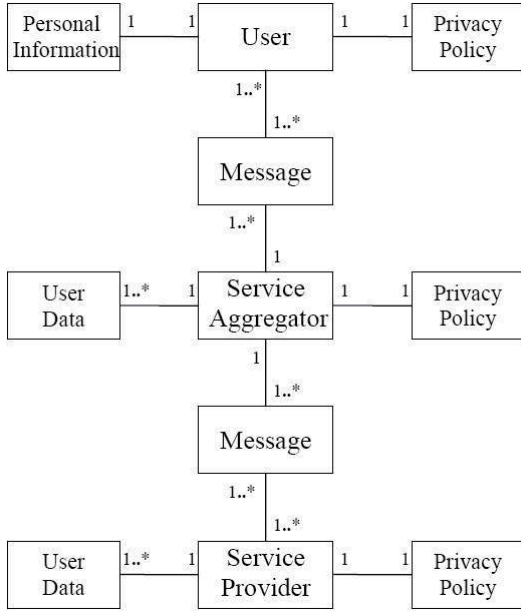 Personal
Information
1
1
User
1
1
Privacy
Policy
1..*
1..*
Message
1..*
1
User
Data
1..*
1
Service
Aggregator
1
1
Privacy
Policy
1
1..*
Message
1..*
1..*
User
Data
1..*
1
Service
Provider
1
1
Privacy
Policy